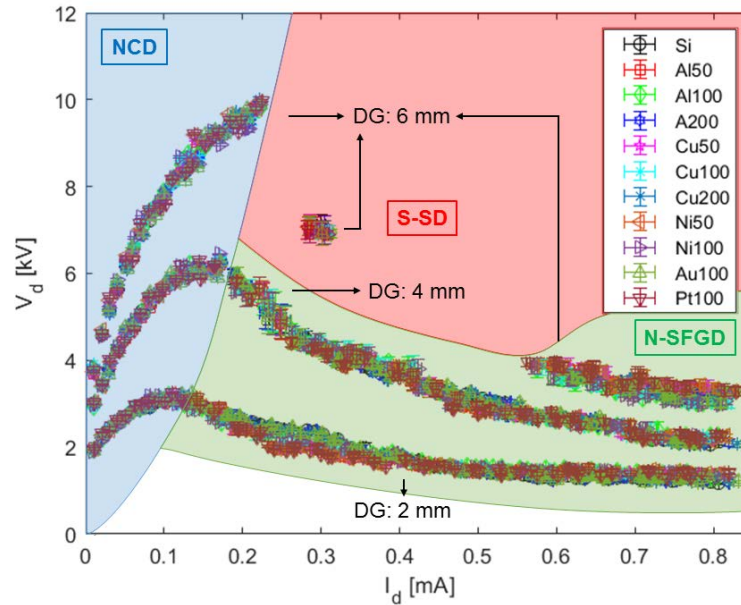 NCD
DG: 6 mm
S-SD
DG: 4 mm
N-SFGD
DG: 2 mm
Si
Al50
Al100
A200
Cu50
Cu100
Cu200
Ni50
Ni100
Au100
Pt100
V_d [kV]
12
10
8
6
4
2
0
0 0.1 0.2 0.3 0.4 0.5 0.6 0.7 0.8
I_d [mA]